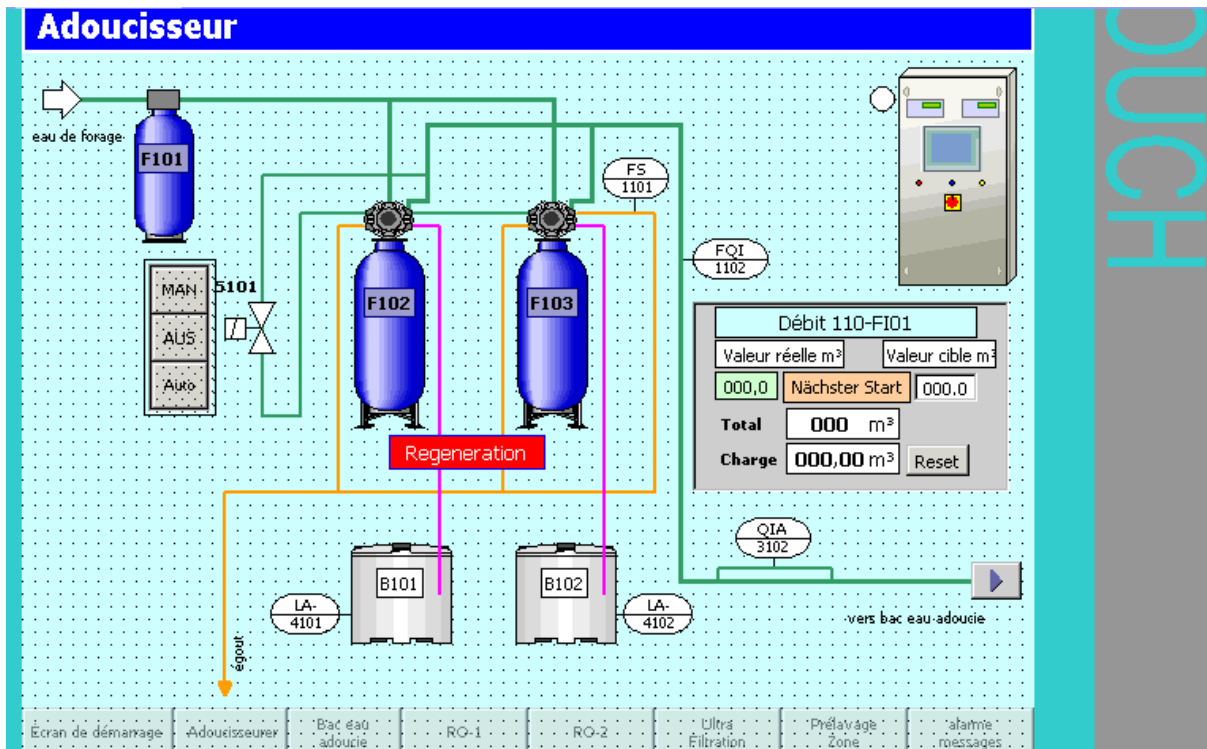 Adoucisseur
OUCH
eau de forage
F101
FS
1101
FQI
1102
MAN
AUS
Auto
S101
F102
F103
Débit 110-FI01
Valeur réelle m³
Valeur cible m³
000,0
Nächster Start
000.0
Total
000 m³
Charge
000,00 m³
Reset
Regeneration
QIA
3102
B101
B102
LA-
4101
LA-
4102
vers bac eau adoucie
égout
Écran de démarrage
Adoucisseurer
Bac eau
adoucie
RO-1
RO-2
Ultra
Filtration
Prélavage
Zone
alarme
messages